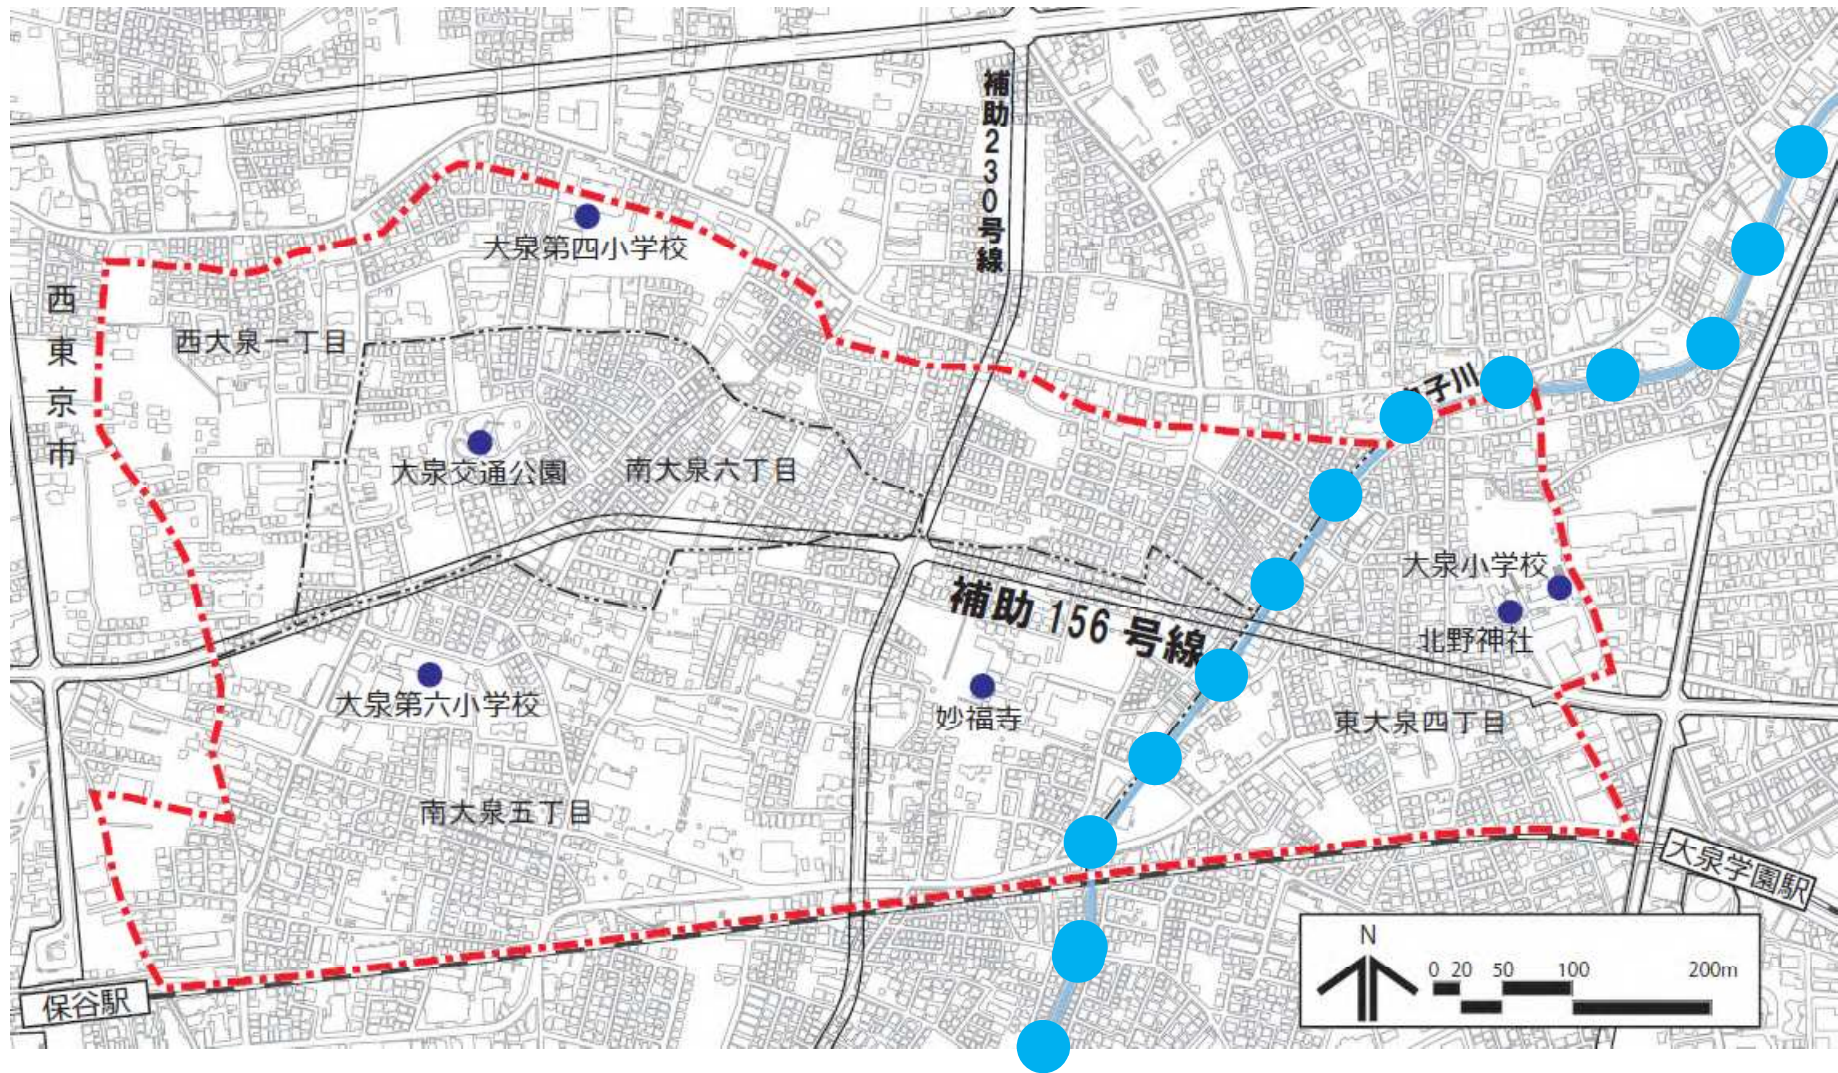 補助230号線
大泉第四小学校
西東京市
西大泉一丁目
子川
大泉交通公園
南大泉六丁目
大泉小学校
補助 156 号線
北野神社
大泉第六小学校
妙福寺
東大泉四丁目
南大泉五丁目
大泉学園駅
N
0 20 50 100 200m
保谷駅